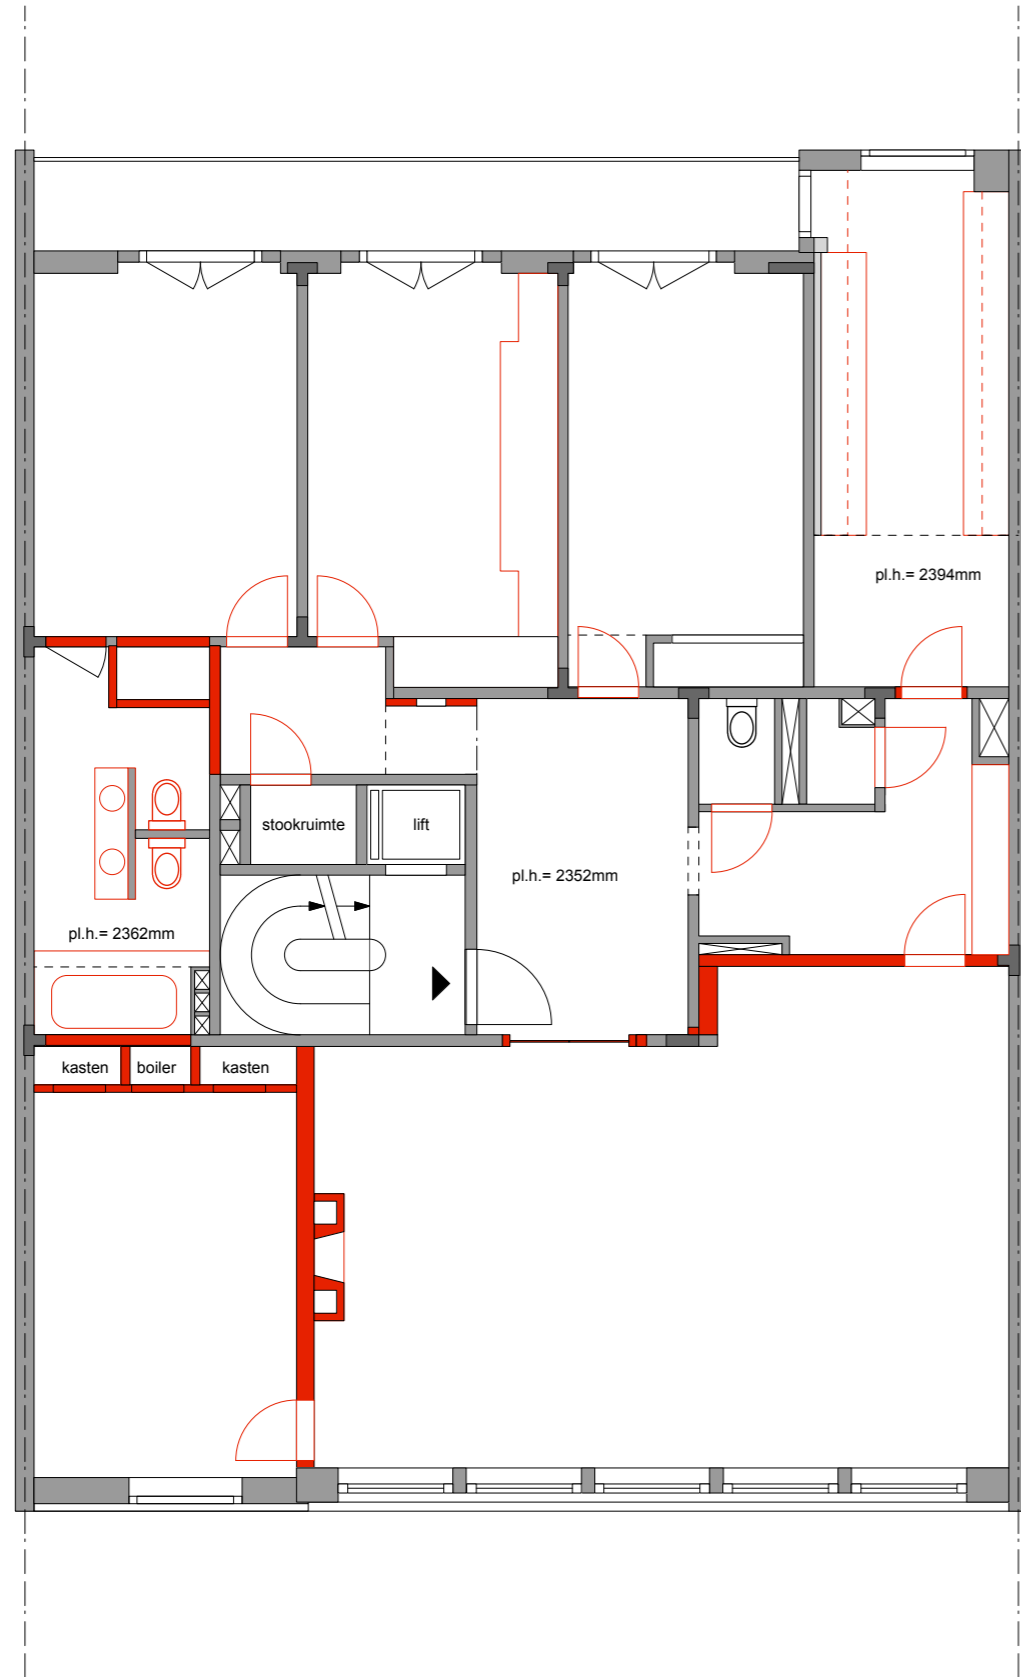 pl.h.= 2394mm
stookruimte
lift
pl.h.= 2352mm
pl.h.= 2362mm
kasten
boiler
kasten